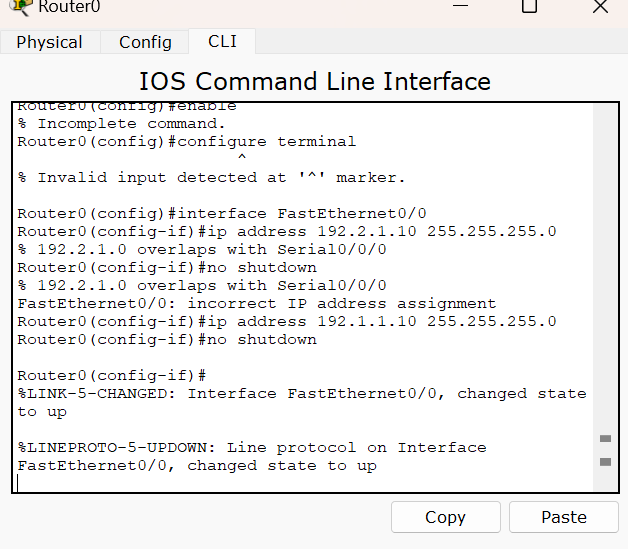 Router0
Physical Config CLI
IOS Command Line Interface
Router0(config)#enable
% Incomplete command.
Router0(config)#configure terminal
^
% Invalid input detected at '^' marker.
Router0(config)#interface FastEthernet0/0
Router0(config-if)#ip address 192.2.1.10 255.255.255.0
% 192.2.1.0 overlaps with Serial0/0/0
Router0(config-if)#no shutdown
% 192.2.1.0 overlaps with Serial0/0/0
FastEthernet0/0: incorrect IP address assignment
Router0(config-if)#ip address 192.1.1.10 255.255.255.0
Router0(config-if)#no shutdown
Router0(config-if)#
%LINK-5-CHANGED: Interface FastEthernet0/0, changed state
to up
%LINEPROTO-5-UPDOWN: Line protocol on Interface
FastEthernet0/0, changed state to up
Copy Paste